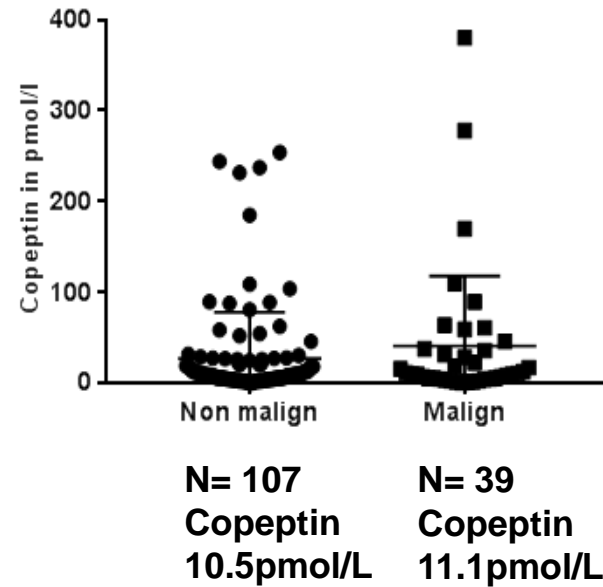 Copeptin in pmol/l
400
300
200
100
0
Non malign
Malign
N= 107
Copeptin
10.5pmol/L
N= 39
Copeptin
11.1pmol/L